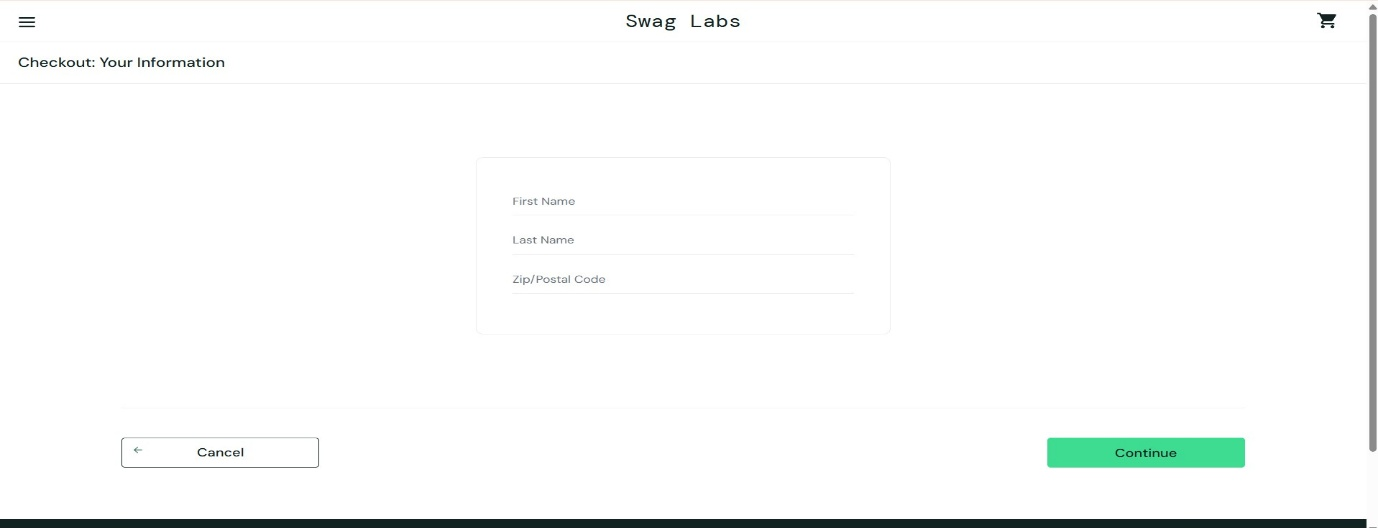 Swag Labs
Checkout: Your Information
First Name
Last Name
Zip/Postal Code
Cancel
Continue